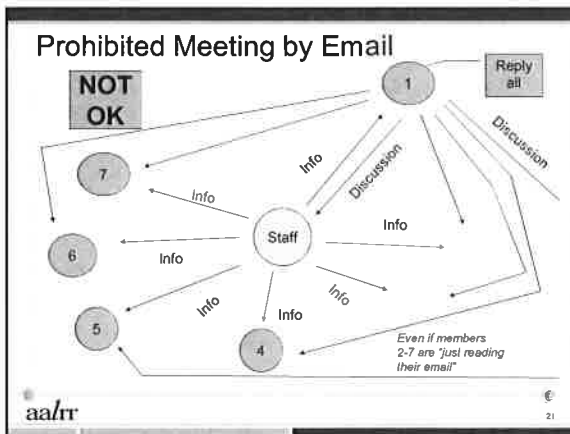 Prohibited Meeting by Email
NOT
OK
1
Reply
all
7
Info
Discussion
Discussion
Info
Staff
Info
6
Info
Info
Info
5
Info
4
Even if members
2-7 are "just reading
their email"
aalrr
21